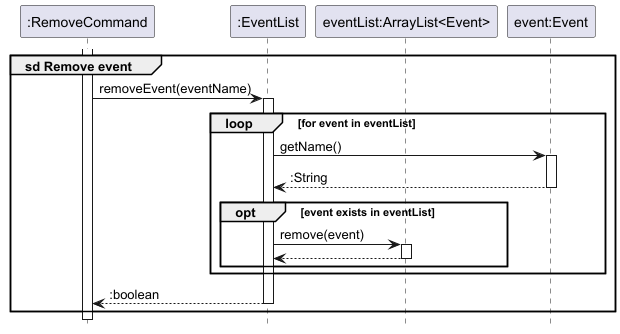 :RemoveCommand
:EventList
eventList:ArrayList<Event>
event:Event
sd Remove event
removeEvent(eventName)
loop
[for event in eventList]
getName()
:String
opt
[event exists in eventList]
remove(event)
:boolean